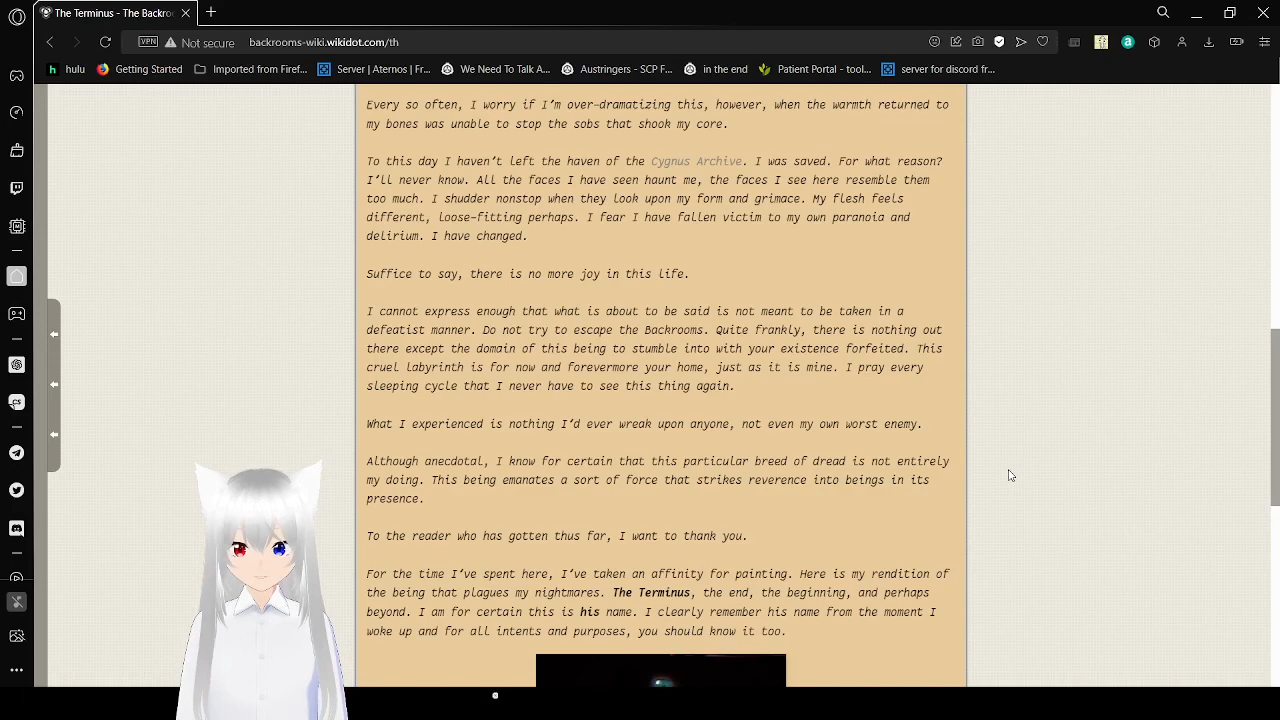 The Terminus - The Backroo
VPN
Not secure
backrooms-wiki.wikidot.com/th
hulu
Getting Started
Imported from Firef...
Server | Aternos | Fr...
We Need To Talk A...
Austringers - SCP F...
in the end
Patient Portal - tool...
server for discord fr...
Every so often, I worry if I'm over-dramatizing this, however, when the warmth returned to
my bones was unable to stop the sobs that shook my core.
To this day I haven't left the haven of the Cygnus Archive. I was saved. For what reason?
I'll never know. All the faces I have seen haunt me, the faces I see here resemble them
too much. I shudder nonstop when they look upon my form and grimace. My flesh feels
different, loose-fitting perhaps. I fear I have fallen victim to my own paranoia and
delirium. I have changed.
Suffice to say, there is no more joy in this life.
I cannot express enough that what is about to be said is not meant to be taken in a
defeatist manner. Do not try to escape the Backrooms. Quite frankly, there is nothing out
there except the domain of this being to stumble into with your existence forfeited. This
cruel labyrinth is for now and forevermore your home, just as it is mine. I pray every
sleeping cycle that I never have to see this thing again.
What I experienced is nothing I'd ever wreak upon anyone, not even my own worst enemy.
Although anecdotal, I know for certain that this particular breed of dread is not entirely
my doing. This being emanates a sort of force that strikes reverence into beings in its
presence.
To the reader who has gotten thus far, I want to thank you.
For the time I've spent here, I've taken an affinity for painting. Here is my rendition of
the being that plagues my nightmares. The Terminus, the end, the beginning, and perhaps
beyond. I am for certain this is his name. I clearly remember his name from the moment I
woke up and for all intents and purposes, you should know it too.